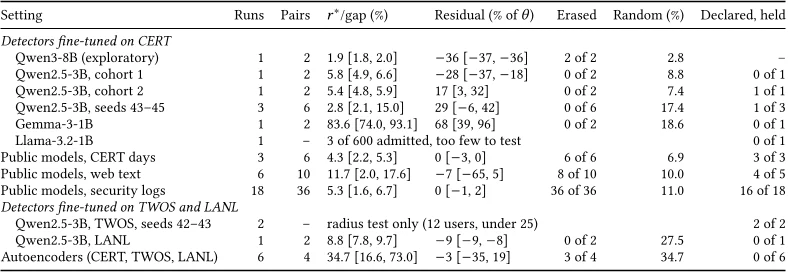 Setting Runs Pairs r*/gap (%) Residual (% of θ) Erased Random (%) Declared, held
Detectors fine-tuned on CERT
Qwen3-8B (exploratory) 1 2 1.9 [1.8, 2.0] −36 [−37, −36] 2 of 2 2.8 –
Qwen2.5-3B, cohort 1 1 2 5.8 [4.9, 6.6] −28 [−37, −18] 0 of 2 8.8 0 of 1
Qwen2.5-3B, cohort 2 1 2 5.4 [4.8, 5.9] 17 [3, 32] 0 of 2 7.4 1 of 1
Qwen2.5-3B, seeds 43–45 3 6 2.8 [2.1, 15.0] 29 [−6, 42] 0 of 6 17.4 1 of 3
Gemma-3-1B 1 2 83.6 [74.0, 93.1] 68 [39, 96] 0 of 2 18.6 0 of 1
Llama-3.2-1B 1 – 3 of 600 admitted, too few to test 0 of 1
Public models, CERT days 3 6 4.3 [2.2, 5.3] 0 [−3, 0] 6 of 6 6.9 3 of 3
Public models, web text 6 10 11.7 [2.0, 17.6] −7 [−65, 5] 8 of 10 10.0 4 of 5
Public models, security logs 18 36 5.3 [1.6, 6.7] 0 [−1, 2] 36 of 36 11.0 16 of 18
Detectors fine-tuned on TWOS and LANL
Qwen2.5-3B, TWOS, seeds 42–43 2 – radius test only (12 users, under 25) 2 of 2
Qwen2.5-3B, LANL 1 2 8.8 [7.8, 9.7] −9 [−9, −8] 0 of 2 27.5 0 of 1
Autoencoders (CERT, TWOS, LANL) 6 4 34.7 [16.6, 73.0] −3 [−35, 19] 3 of 4 34.7 0 of 6